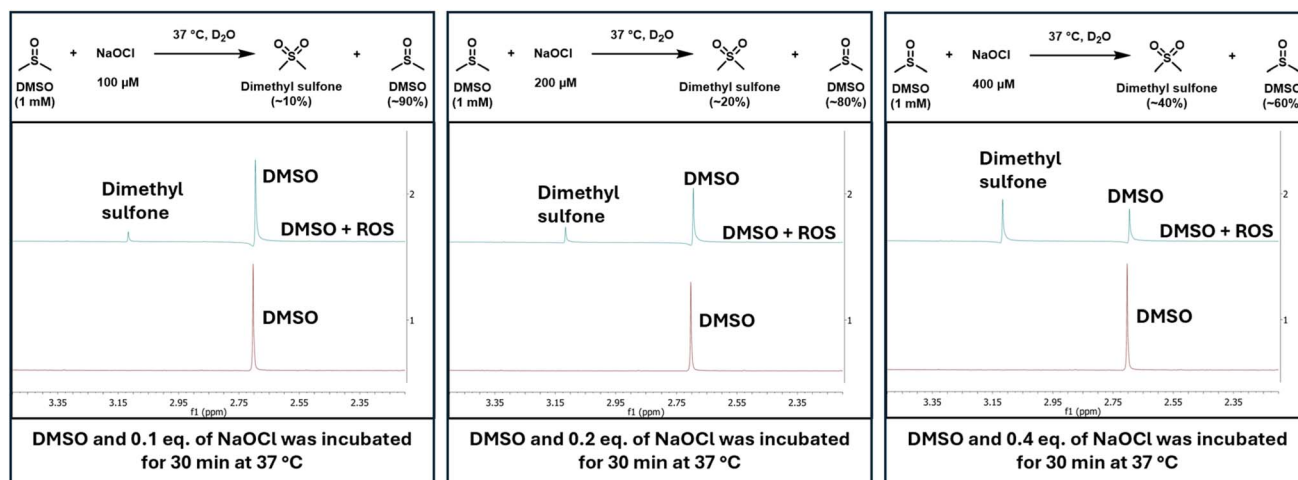 O
S
DMSO
(1 mM)
+
NaOCl
100 µM
37 °C, D₂O
O O
S
Dimethyl sulfone
(~10%)
+
O
S
DMSO
(~90%)
Dimethyl
sulfone
DMSO
DMSO + ROS
2
DMSO
1
3.35 3.15 2.95 2.75 2.55 2.35
f1 (ppm)
DMSO and 0.1 eq. of NaOCl was incubated
for 30 min at 37 °C
O
S
DMSO
(1 mM)
+
NaOCl
200 µM
37 °C, D₂O
O O
S
Dimethyl sulfone
(~20%)
+
O
S
DMSO
(~80%)
Dimethyl
sulfone
DMSO
DMSO + ROS
2
DMSO
1
3.35 3.15 2.95 2.75 2.55 2.35
f1 (ppm)
DMSO and 0.2 eq. of NaOCl was incubated
for 30 min at 37 °C
O
S
DMSO
(1 mM)
+
NaOCl
400 µM
37 °C, D₂O
O O
S
Dimethyl sulfone
(~40%)
+
O
S
DMSO
(~60%)
Dimethyl
sulfone
DMSO
DMSO + ROS
2
DMSO
1
3.35 3.15 2.95 2.75 2.55 2.35
f1 (ppm)
DMSO and 0.4 eq. of NaOCl was incubated
for 30 min at 37 °C